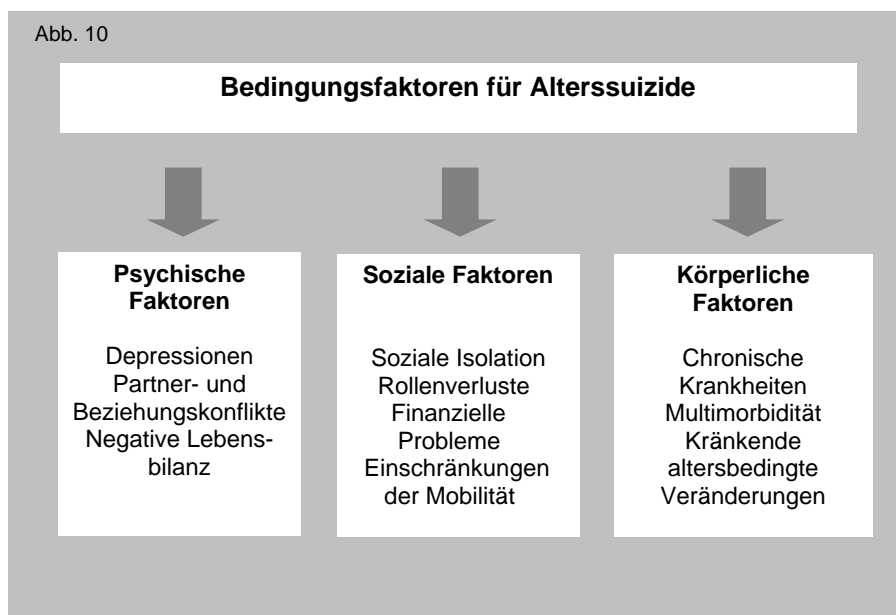 Abb. 10
Bedingungsfaktoren für Alterssuizide
Psychische
Faktoren
Depressionen
Partner- und
Beziehungskonflikte
Negative Lebens-
bilanz
Soziale Faktoren
Soziale Isolation
Rollenverluste
Finanzielle
Probleme
Einschränkungen
der Mobilität
Körperliche
Faktoren
Chronische
Krankheiten
Multimorbidität
Kränkende
altersbedingte
Veränderungen